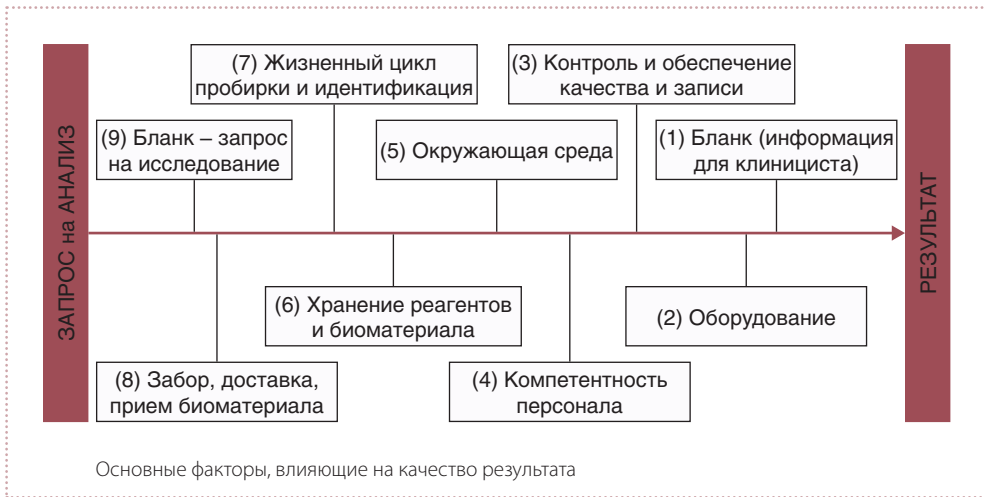 ЗАПРОС на АНАЛИЗ
(7) Жизненный цикл
пробирки и идентификация
(3) Контроль и обеспечение
качества и записи
(9) Бланк – запрос
на исследование
(5) Окружающая среда
(1) Бланк (информация
для клинициста)
(6) Хранение реагентов
и биоматериала
(2) Оборудование
(8) Забор, доставка,
прием биоматериала
(4) Компетентность
персонала
РЕЗУЛЬТАТ
Основные факторы, влияющие на качество результата